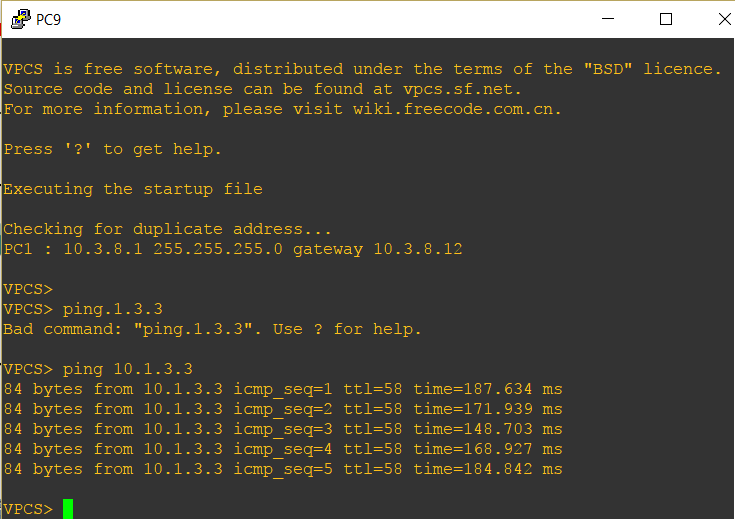 PC9
VPCS is free software, distributed under the terms of the "BSD" licence.
Source code and license can be found at vpcs.sf.net.
For more information, please visit wiki.freecode.com.cn.
Press '?' to get help.
Executing the startup file
Checking for duplicate address...
PC1 : 10.3.8.1 255.255.255.0 gateway 10.3.8.12
VPCS>
VPCS> ping.1.3.3
Bad command: "ping.1.3.3". Use ? for help.
VPCS> ping 10.1.3.3
84 bytes from 10.1.3.3 icmp_seq=1 ttl=58 time=187.634 ms
84 bytes from 10.1.3.3 icmp_seq=2 ttl=58 time=171.939 ms
84 bytes from 10.1.3.3 icmp_seq=3 ttl=58 time=148.703 ms
84 bytes from 10.1.3.3 icmp_seq=4 ttl=58 time=168.927 ms
84 bytes from 10.1.3.3 icmp_seq=5 ttl=58 time=184.842 ms
VPCS>